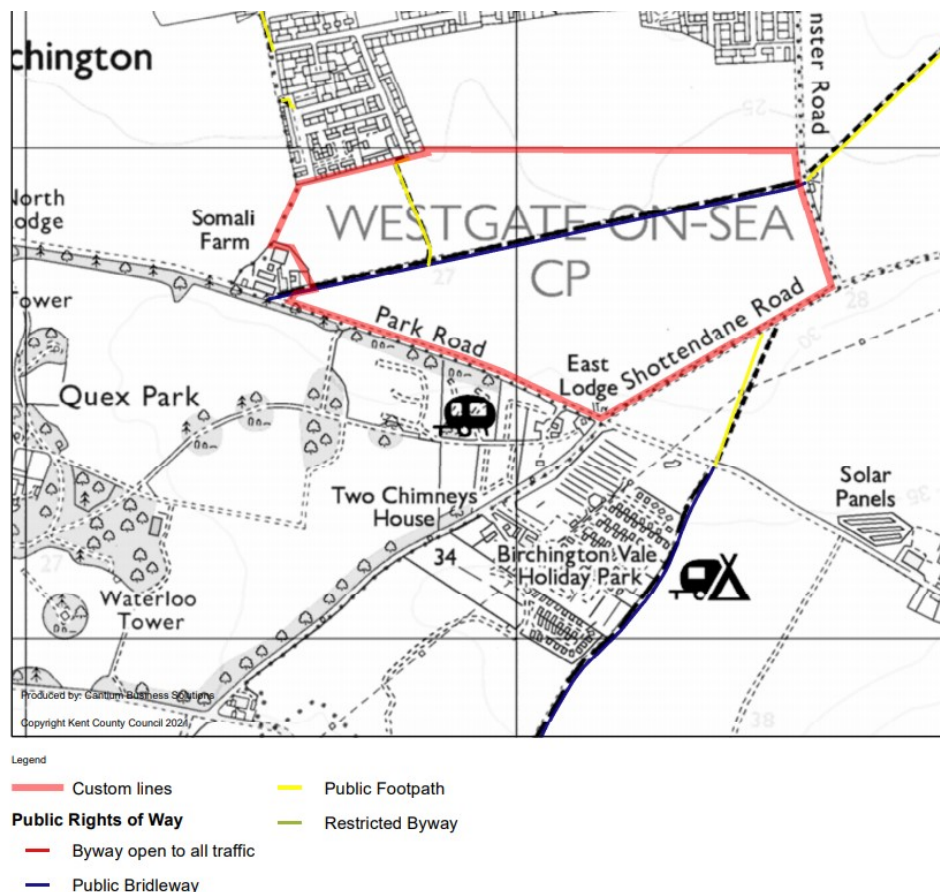 chington
nster Road
25
North
Lodge
Somali
Farm
WESTGATE-ON-SEA
CP
27
Tower
Park Road
Shottendane Road
28
30
East
Lodge
Quex Park
Two Chimneys
House
Solar
Panels
35
34
Birchington Vale
Holiday Park
27
Waterloo
Tower
38
Produced by: Cantium Business Solutions
Copyright Kent County Council 2024
Legend
Custom lines
Public Footpath
Public Rights of Way
Restricted Byway
Byway open to all traffic
Public Bridleway